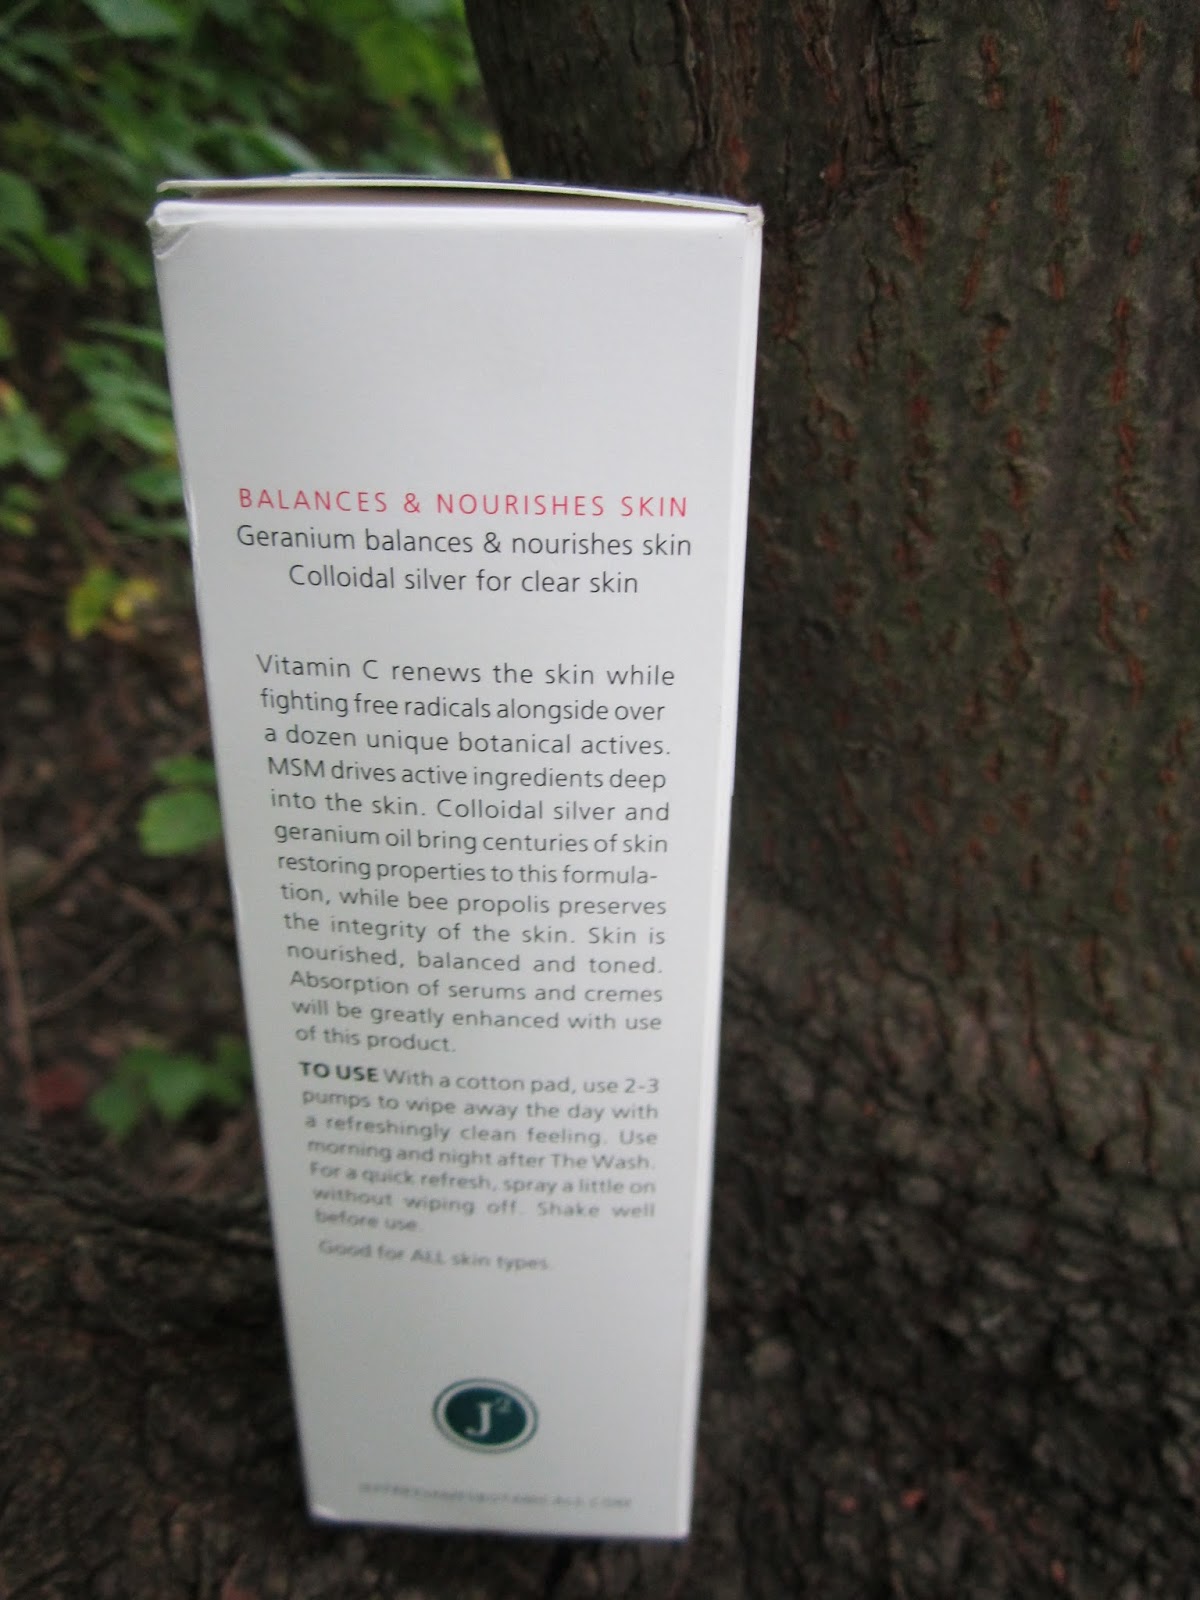 BALANCES & NOURISHES SKIN
Geranium balances & nourishes skin
Colloidal silver for clear skin
Vitamin C renews the skin while
fighting free radicals alongside over
a dozen unique botanical actives.
MSM drives active ingredients deep
into the skin. Colloidal silver and
geranium oil bring centuries of skin
restoring properties to this formula-
tion, while bee propolis preserves
the integrity of the skin. Skin is
nourished, balanced and toned.
Absorption of serums and cremes
will be greatly enhanced with use
of this product.
TO USE With a cotton pad, use 2-3
pumps to wipe away the day with
a refreshingly clean feeling. Use
morning and night after The Wash.
For a quick refresh, spray a little on
without wiping off. Shake well
before use.
Good for ALL skin types.
J2